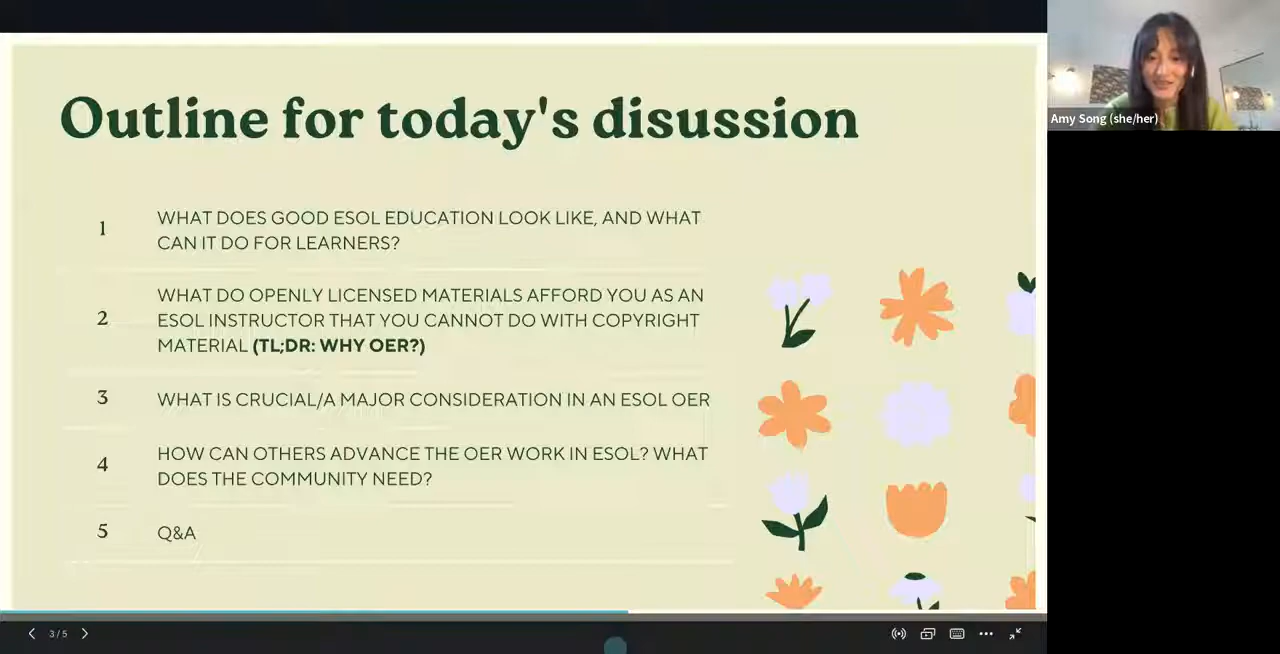 Outline for today's disussion
1
WHAT DOES GOOD ESOL EDUCATION LOOK LIKE, AND WHAT
CAN IT DO FOR LEARNERS?
2
WHAT DO OPENLY LICENSED MATERIALS AFFORD YOU AS AN
ESOL INSTRUCTOR THAT YOU CANNOT DO WITH COPYRIGHT
MATERIAL (TL;DR: WHY OER?)
3
WHAT IS CRUCIAL/A MAJOR CONSIDERATION IN AN ESOL OER
4
HOW CAN OTHERS ADVANCE THE OER WORK IN ESOL? WHAT
DOES THE COMMUNITY NEED?
5
Q&A
3/5
Amy Song (she/her)